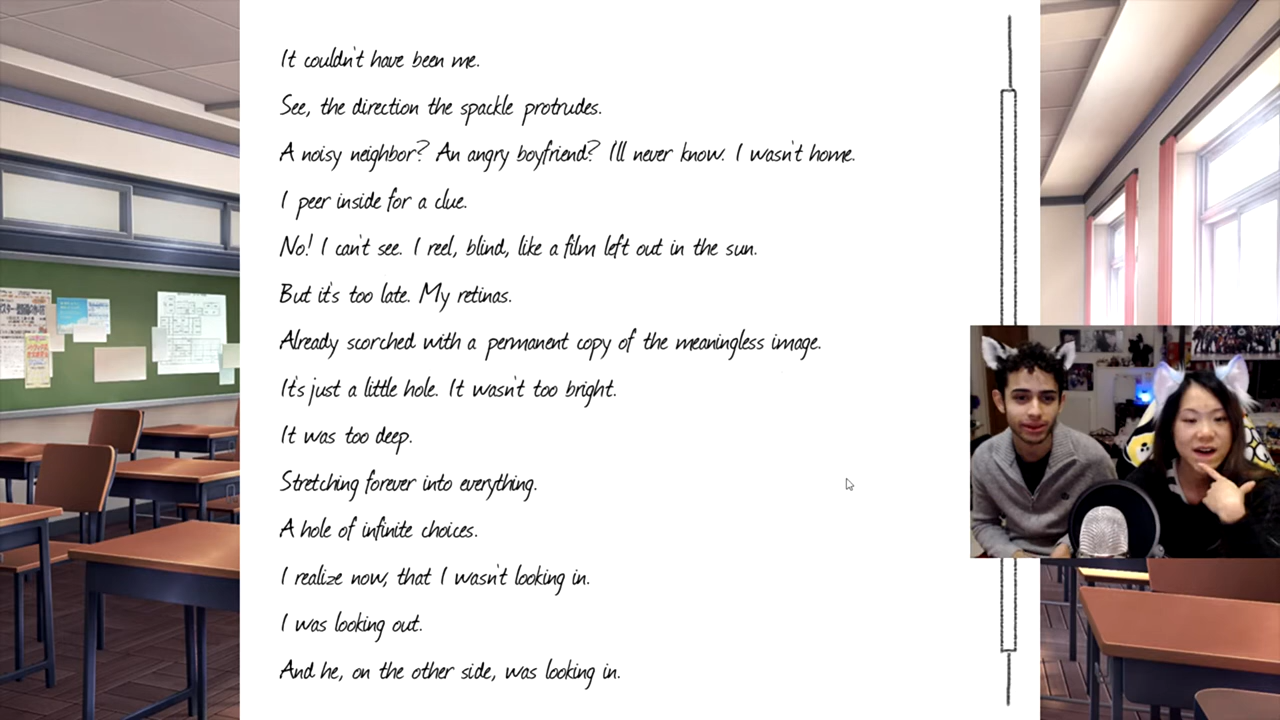 It couldn't have been me.
See, the direction the spackle protrudes.
A noisy neighbor? An angry boyfriend? I'll never know. I wasn't home.
I peer inside for a clue.
No! I can't see. I reel, blind, like a film left out in the sun.
But it's too late. My retinas.
Already scorched with a permanent copy of the meaningless image.
It's just a little hole. It wasn't too bright.
It was too deep.
Stretching forever into everything.
A hole of infinite choices.
I realize now, that I wasn't looking in.
I was looking out.
And he, on the other side, was looking in.